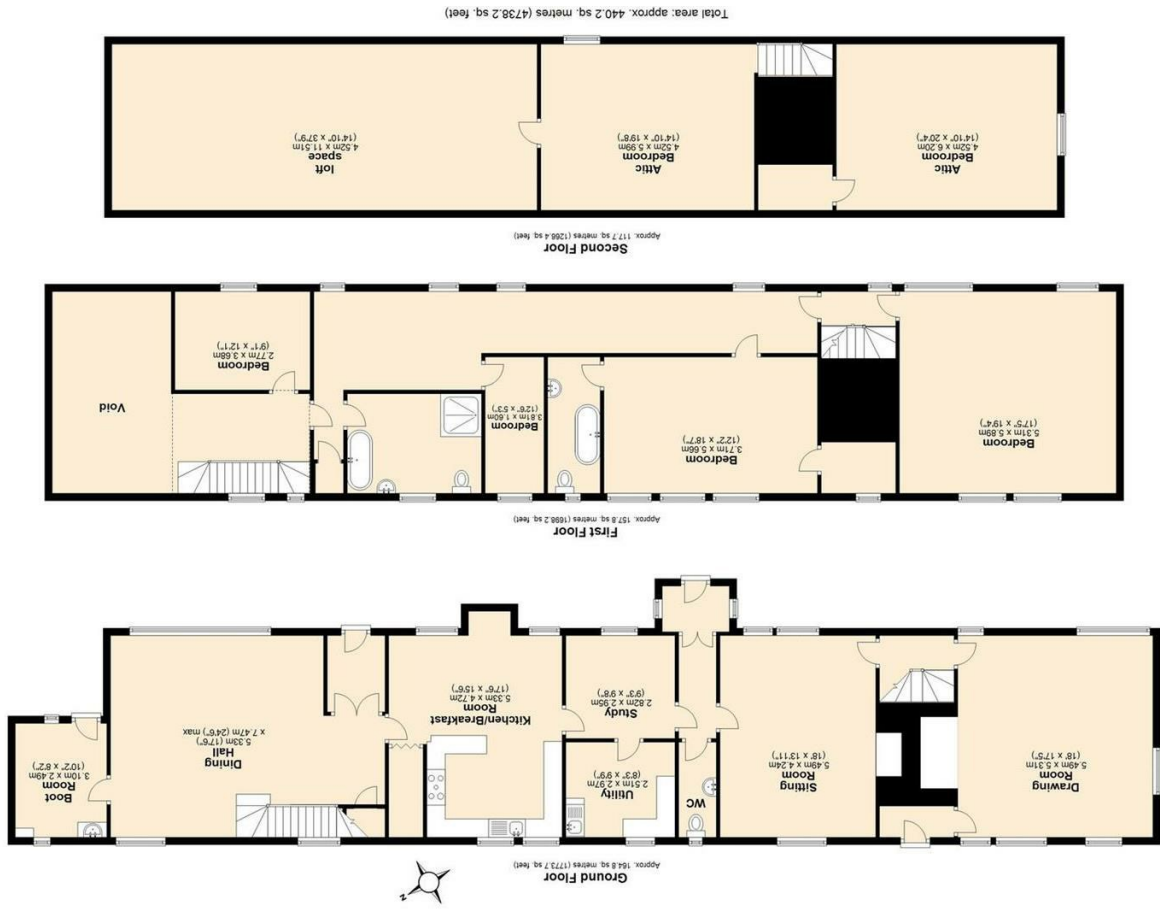 Ground Floor
Approx. 164.8 sq. metres (1773.7 sq. feet)
N
Drawing
Room
5.49m x 5.31m
(18' x 17'5")
Sitting
Room
5.49m x 4.24m
(18' x 13'11")
WC
Utility
2.51m x 2.97m
(8'3" x 9'9")
Study
2.82m x 2.95m
(9'3" x 9'8")
Kitchen/Breakfast
Room
5.33m x 4.72m
(17'6" x 15'6")
Dining
Hall
5.33m (17'6")
x 7.47m (24'6") max
Boot
Room
3.10m x 2.49m
(10'2" x 8'2")
First Floor
Approx. 157.8 sq. metres (1698.2 sq. feet)
Bedroom
5.31m x 5.89m
(17'5" x 19'4")
Bedroom
3.71m x 5.66m
(12'2" x 18'7")
Bedroom
3.81m x 1.60m
(12'6" x 5'3")
Bedroom
2.77m x 3.68m
(9'1" x 12'1")
Void
Second Floor
Approx. 117.7 sq. metres (1266.4 sq. feet)
Attic
Bedroom
4.52m x 6.20m
(14'10" x 20'4")
Attic
Bedroom
4.52m x 5.99m
(14'10" x 19'8")
loft
space
4.52m x 11.51m
(14'10" x 37'9")
Total area: approx. 440.2 sq. metres (4738.2 sq. feet)